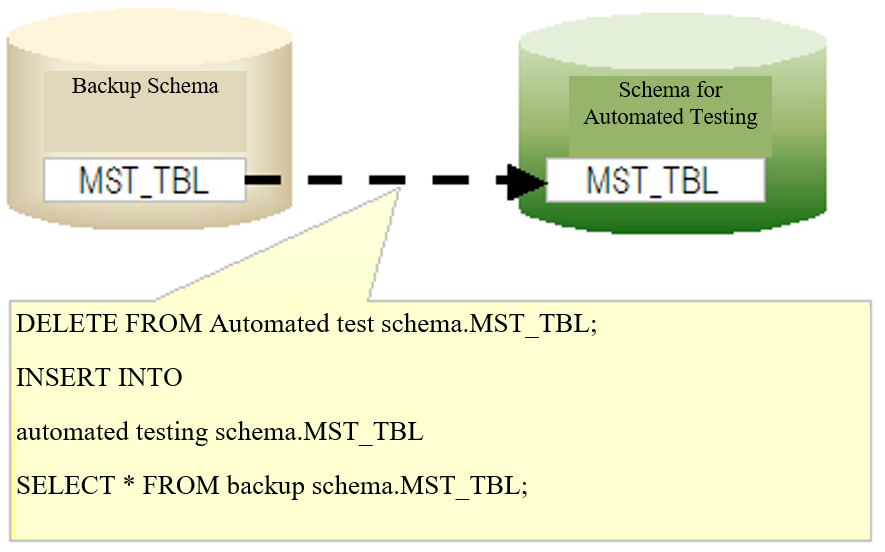 Backup Schema
MST_TBL
Schema for
Automated Testing
MST_TBL
DELETE FROM Automated test schema.MST_TBL;
INSERT INTO
automated testing schema.MST_TBL
SELECT * FROM backup schema.MST_TBL;